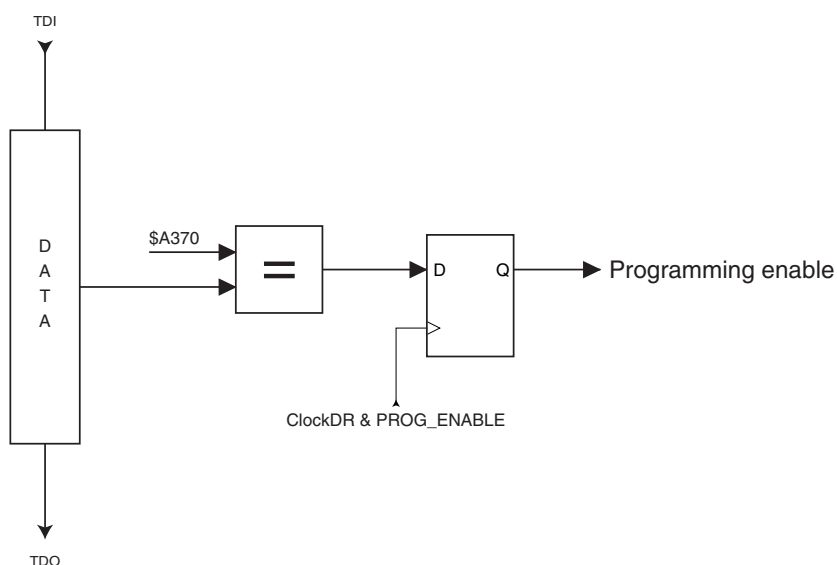 TDI
D
A
T
A
$A370
=
D
Q
Programming enable
ClockDR & PROG_ENABLE
TDO